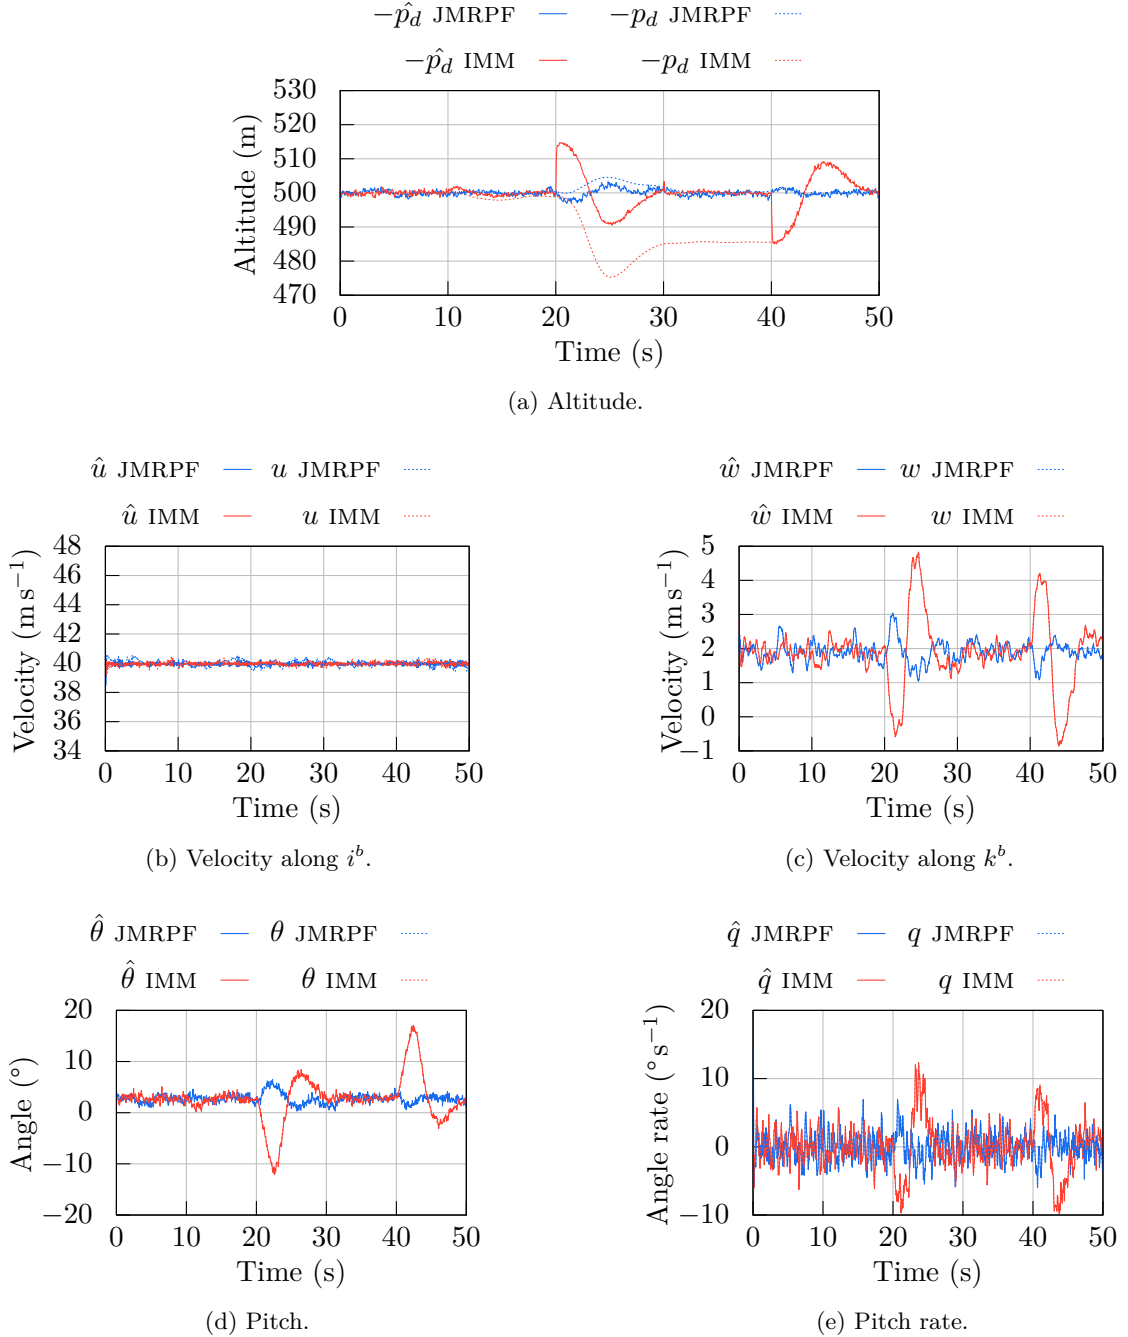 −p̂_d JMRPF −p_d JMRPF
−p̂_d IMM −p_d IMM
530
520
510
500
490
480
470
Altitude (m)
0 10 20 30 40 50
Time (s)
(a) Altitude.
û JMRPF u JMRPF
û IMM u IMM
48
46
44
42
40
38
36
34
Velocity (m s⁻¹)
0 10 20 30 40 50
Time (s)
(b) Velocity along i^b.
ŵ JMRPF w JMRPF
ŵ IMM w IMM
5
4
3
2
1
0
−1
Velocity (m s⁻¹)
0 10 20 30 40 50
Time (s)
(c) Velocity along k^b.
θ̂ JMRPF θ JMRPF
θ̂ IMM θ IMM
20
10
0
−10
−20
Angle (°)
0 10 20 30 40 50
Time (s)
(d) Pitch.
q̂ JMRPF q JMRPF
q̂ IMM q IMM
20
10
0
−10
Angle rate (° s⁻¹)
0 10 20 30 40 50
Time (s)
(e) Pitch rate.